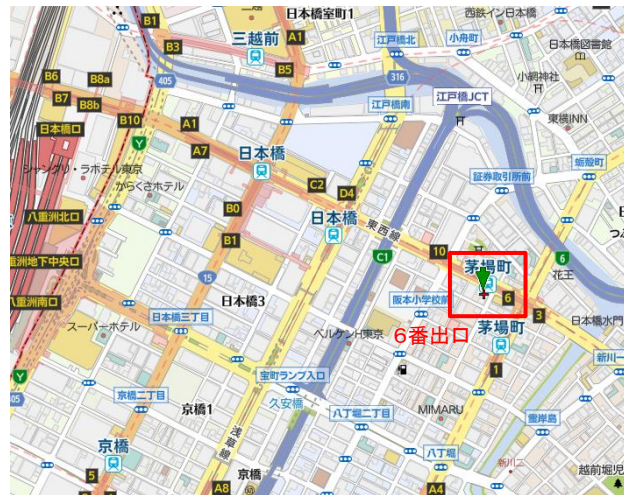 B1
日本橋室町1
西鉄イン日本橋
三越前
A1
江戸橋北
小舟町
日本橋図書館
B3
B5
B6
B8a
405
316
小網神社
B7
B8b
江戸橋JCT
B10
江戸橋南
東横INN
日本橋口
A1
Y
A7
日本橋
蛎殻町
シャングリ・ラホテル東京
証券取引所前
からくさホテル
C2
D4
八重洲北口
B0
日本橋
東西線
B1
10
6
八重洲地下中央口
C1
茅場町
花王
15
八重洲南口
日本橋3
阪本小学校前
6
日本橋三丁目
3
日本橋水門
スーパーホテル
ベルケンH東京
6番出口
茅場町
新川一
宝町ランプ入口
1
Y
京橋二丁目
久安橋
405
京橋1
八丁堀二丁目
MIMARU
霊岸島
浅草線
京橋
八丁堀
新川二
5
京橋
越前堀児
A8
A4